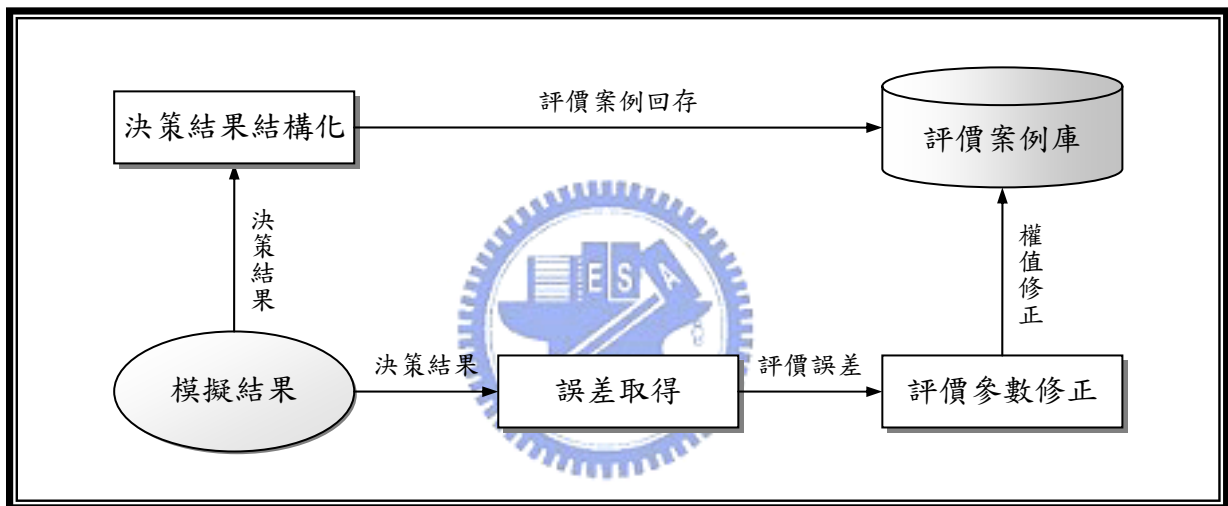 決策結果結構化
評價案例回存
評價案例庫
決策結果
權值修正
模擬結果
決策結果
誤差取得
評價誤差
評價參數修正
E S A